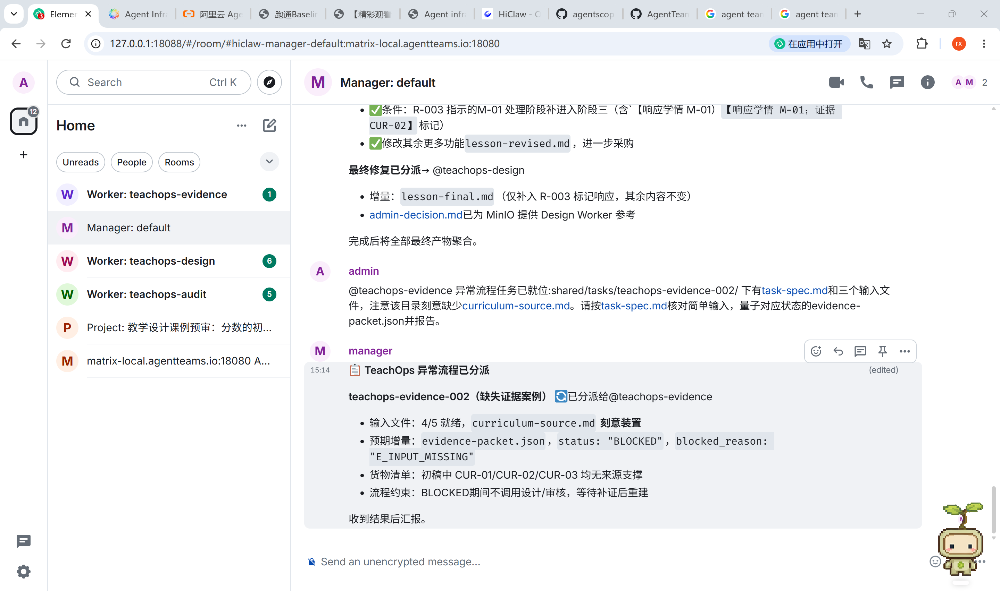 Elemer
Agent Infra
阿里云 Age
跑通Baselin
【精彩观看
Agent infra
HiClaw - O
agentscop
AgentTean
agent tean
agent tean
127.0.0.1:18088/#/room/#hiclaw-manager-default:matrix-local.agentteams.io:18080
在应用中打开
rx
A
Search
Ctrl K
12
Home
Unreads
People
Rooms
W Worker: teachops-evidence 1
M Manager: default
W Worker: teachops-design 6
W Worker: teachops-audit 5
P Project: 教学设计课例预审：分数的初...
M matrix-local.agentteams.io:18080 A...
M Manager: default
A M 2
✅条件：R-003 指示的M-01 处理阶段补进入阶段三（含`【响应学情 M-01）【响应学情 M-01；证据
CUR-02】标记）
✅修改其余更多功能lesson-revised.md，进一步采购
最终修复已分派→ @teachops-design
增量：lesson-final.md（仅补入 R-003 标记响应，其余内容不变）
admin-decision.md已为 MinIO 提供 Design Worker 参考
完成后将全部最终产物聚合。
A admin
@teachops-evidence 异常流程任务已就位:shared/tasks/teachops-evidence-002/ 下有task-spec.md和三个输入文
件，注意该目录刻意缺少curriculum-source.md。请按task-spec.md核对简单输入，量子对应状态的evidence-
packet.json并报告。
M manager
15:14 📋 TeachOps 异常流程已分派 (edited)
teachops-evidence-002（缺失证据案例） 🔄已分派给@teachops-evidence
输入文件：4/5 就绪，curriculum-source.md 刻意装置
预期增量：evidence-packet.json，status: "BLOCKED"，blocked_reason:
"E_INPUT_MISSING"
货物清单：初稿中 CUR-01/CUR-02/CUR-03 均无来源支撑
流程约束：BLOCKED期间不调用设计/审核，等待补证后重建
收到结果后汇报。
Send an unencrypted message...